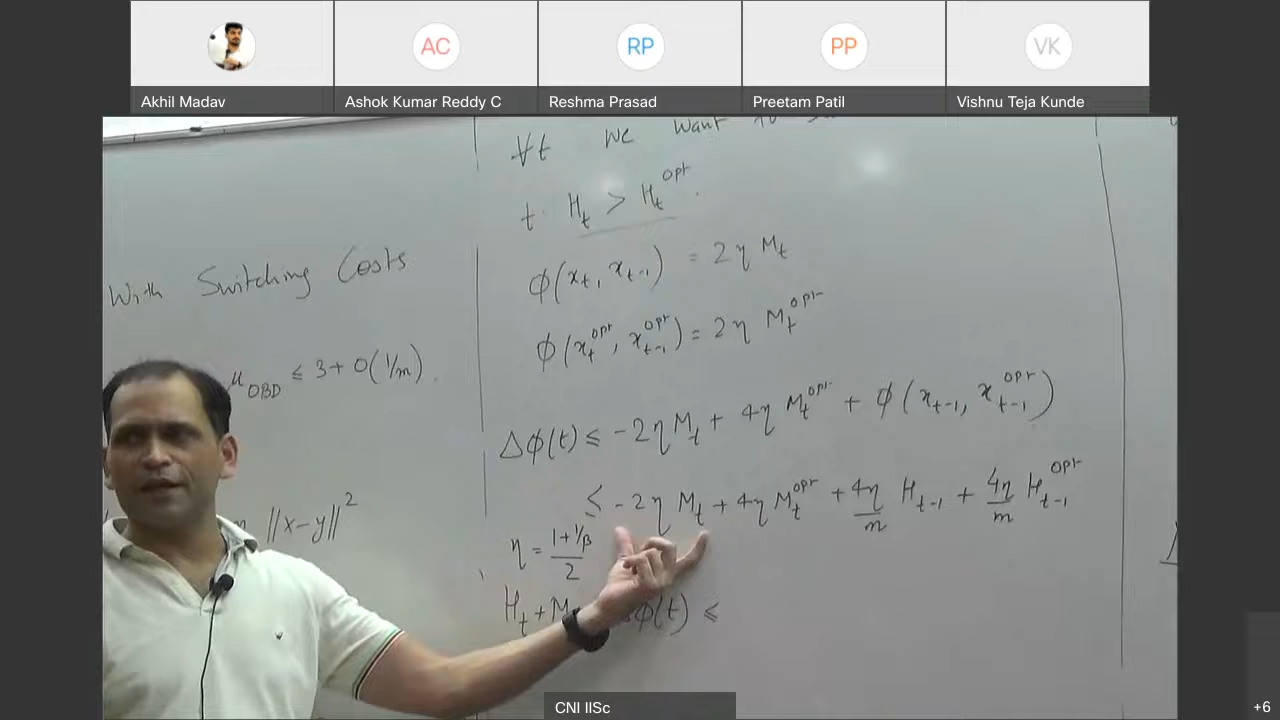 Akhil Madav
AC
Ashok Kumar Reddy C
RP
Reshma Prasad
PP
Preetam Patil
VK
Vishnu Teja Kunde
With Switching Costs
μ_OBD ≤ 3 + O(1/m).
||x-y||²
∀t we want to
t. H_t > H_t^opt.
φ(x_t, x_{t-1}) = 2η M_t
φ(x_t^opt, x_{t-1}^opt) = 2η M_t^opt
Δφ(t) ≤ -2η M_t + 4η M_t^opt + φ(x_{t-1}, x_{t-1}^opt)
≤ -2η M_t + 4η M_t^opt + 4η/m H_{t-1} + 4η/m H_{t-1}^opt
η = (1+1/β)/2
H_t + M φ(t) ≤
CNI IISc
+6